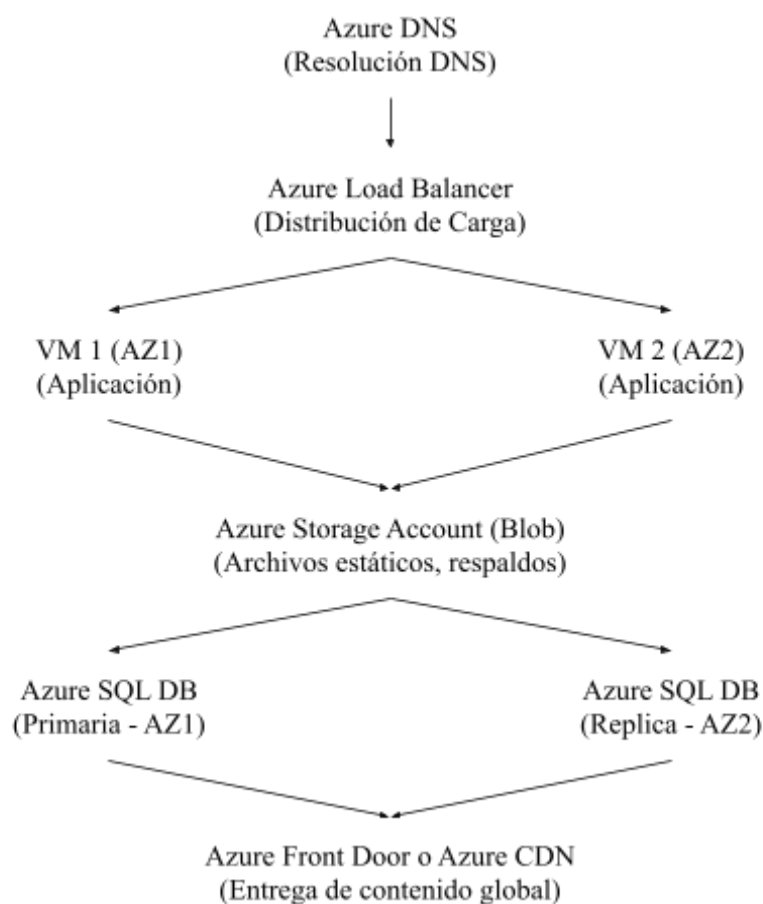 Azure DNS
(Resolución DNS)
Azure Load Balancer
(Distribución de Carga)
VM 1 (AZ1)
(Aplicación)
VM 2 (AZ2)
(Aplicación)
Azure Storage Account (Blob)
(Archivos estáticos, respaldos)
Azure SQL DB
(Primaria - AZ1)
Azure SQL DB
(Replica - AZ2)
Azure Front Door o Azure CDN
(Entrega de contenido global)